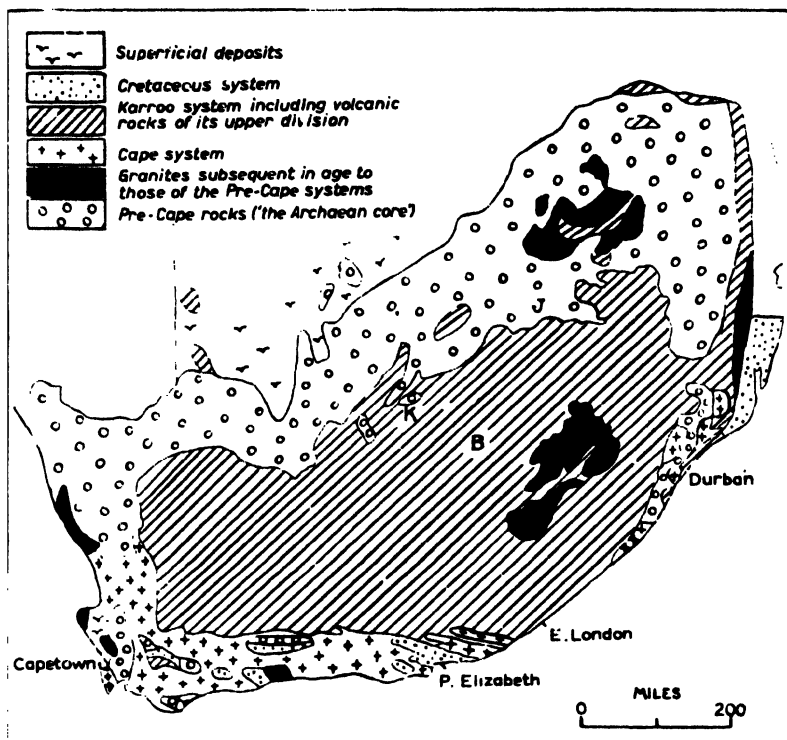 Superficial deposits
Cretaceus system
Karroo system including volcanic
rocks of its upper division
Cape system
Granites subsequent in age to
those of the Pre-Cape systems
Pre-Cape rocks ('the Archaean core')
J
K
B
Durban
E. London
Capetown
P. Elizabeth
MILES
0 200